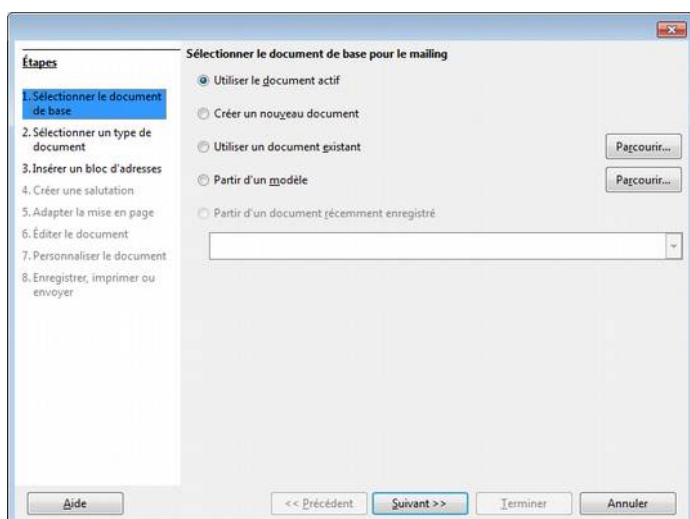 Étapes
1. Sélectionner le document
de base
2. Sélectionner un type de
document
3. Insérer un bloc d'adresses
4. Créer une salutation
5. Adapter la mise en page
6. Éditer le document
7. Personnaliser le document
8. Enregistrer, imprimer ou
envoyer
Sélectionner le document de base pour le mailing
Utiliser le document actif
Créer un nouveau document
Utiliser un document existant
Parcourir...
Partir d'un modèle
Parcourir...
Partir d'un document récemment enregistré
Aide
<< Précédent
Suivant >>
Terminer
Annuler